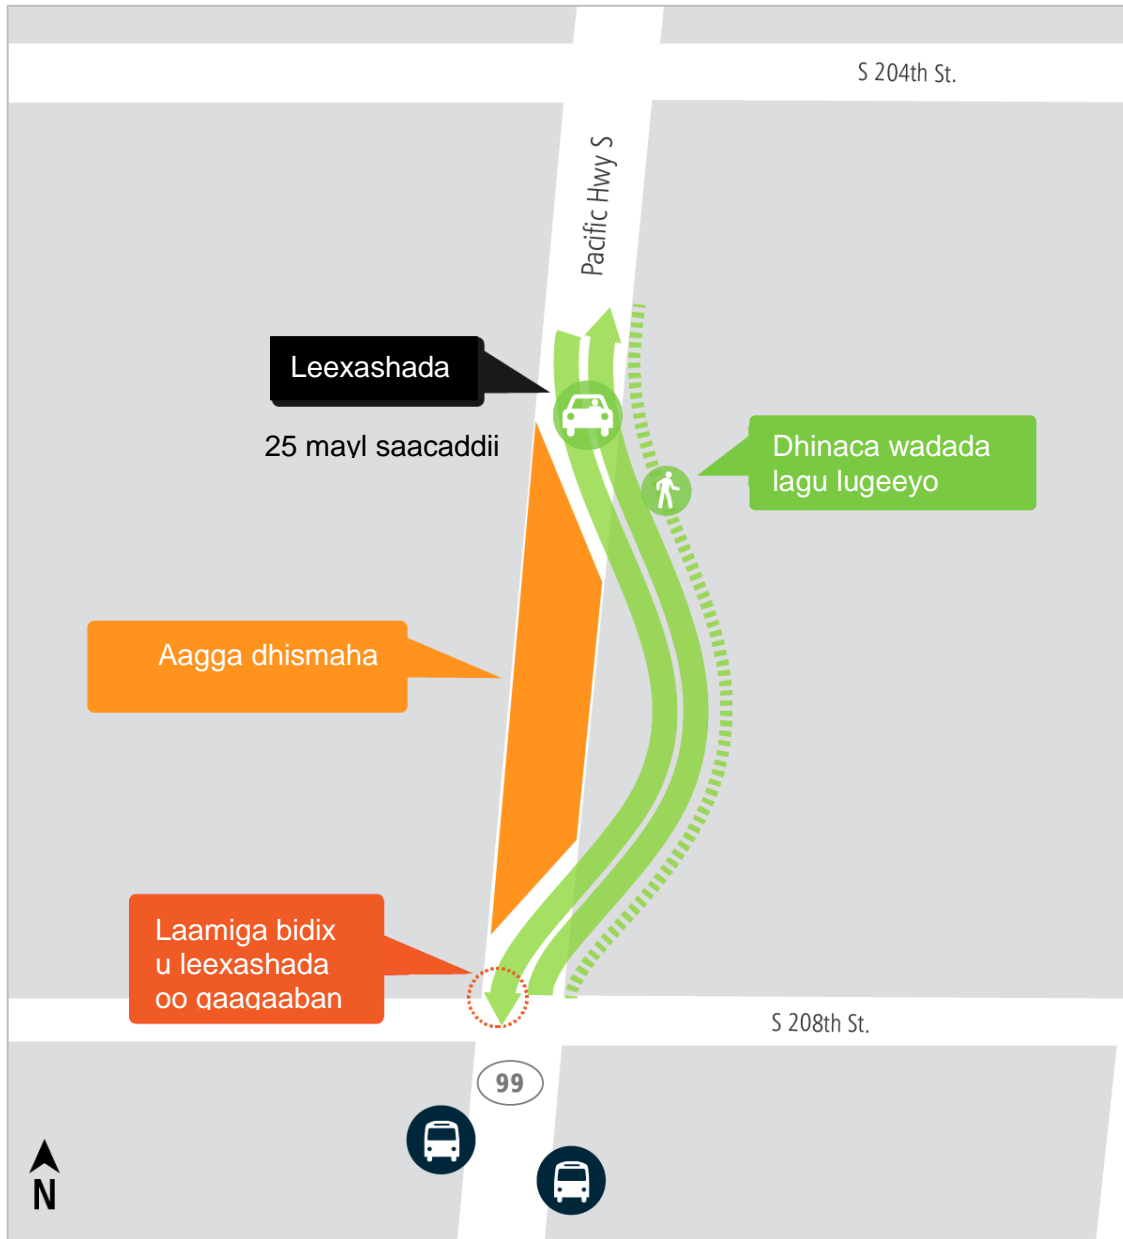 S 204th St.
Pacific Hwy S
Leexashada
25 mayl saacaddii
Dhinaca wadada
lagu lugeeyo
Aagga dhismaha
Laamiga bidix
u leexashada
oo gaagaaban
S 208th St.
99
N